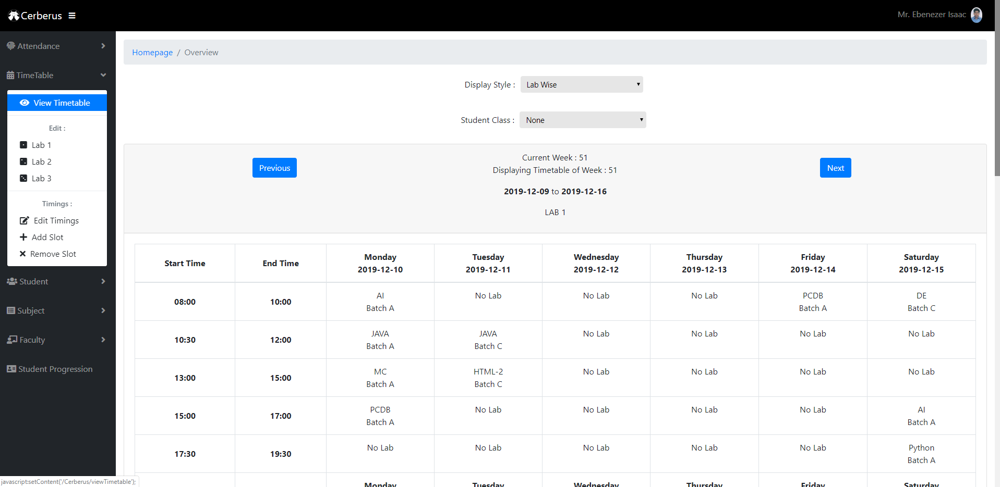 Cerberus
Mr. Ebenezer Isaac
Attendance
TimeTable
View Timetable
Edit :
Lab 1
Lab 2
Lab 3
Timings :
Edit Timings
Add Slot
Remove Slot
Student
Subject
Faculty
Student Progression
Homepage / Overview
Display Style : Lab Wise
Student Class : None
Previous
Current Week : 51
Displaying Timetable of Week : 51
2019-12-09 to 2019-12-16
LAB 1
Next
Start Time End Time Monday Tuesday Wednesday Thursday Friday Saturday
2019-12-10 2019-12-11 2019-12-12 2019-12-13 2019-12-14 2019-12-15
08:00 10:00 AI No Lab No Lab No Lab PCDB DE
Batch A Batch A Batch C
10:30 12:00 JAVA JAVA No Lab No Lab No Lab No Lab
Batch A Batch C
13:00 15:00 MC HTML-2 No Lab No Lab No Lab No Lab
Batch A Batch C
15:00 17:00 PCDB No Lab No Lab No Lab No Lab AI
Batch A Batch A
17:30 19:30 No Lab No Lab No Lab No Lab No Lab Python
Batch A
Monday Tuesday Wednesday Thursday Friday Saturday
javascript:setContent('/Cerberus/viewTimetable');